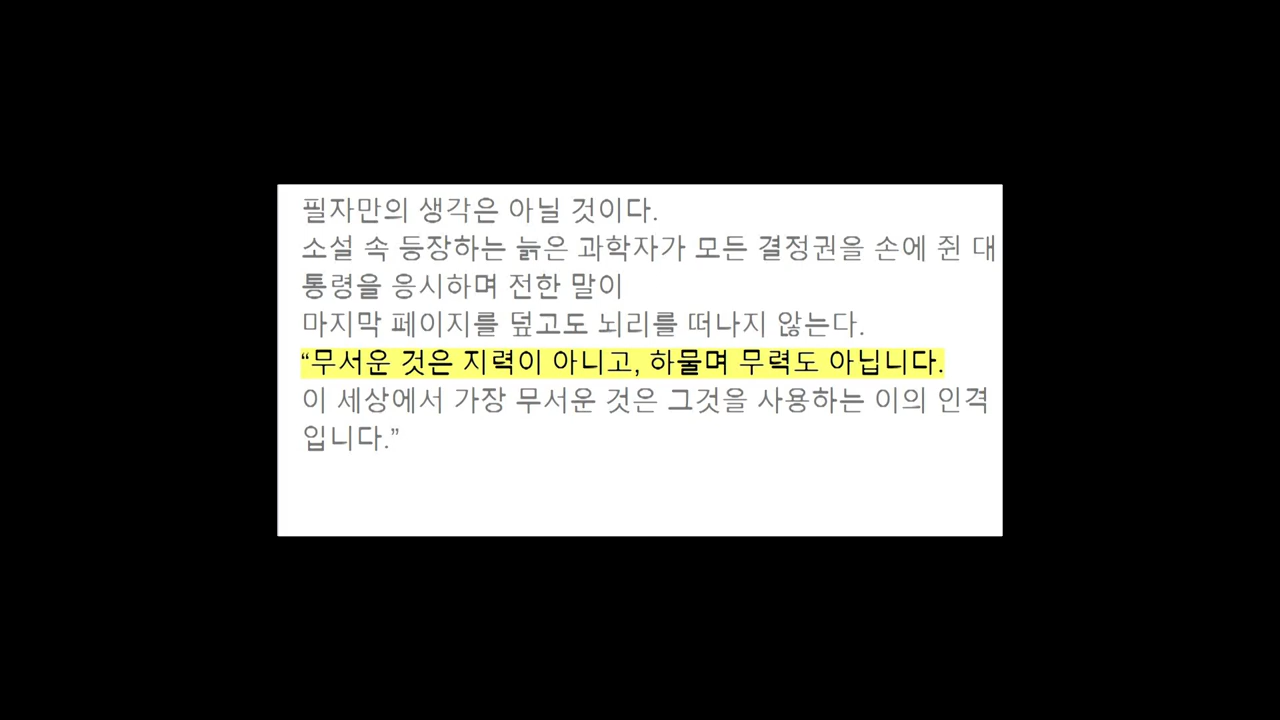 필자만의 생각은 아닐 것이다.
소설 속 등장하는 늙은 과학자가 모든 결정권을 손에 쥔 대
통령을 응시하며 전한 말이
마지막 페이지를 덮고도 뇌리를 떠나지 않는다.
“무서운 것은 지력이 아니고, 하물며 무력도 아닙니다.
이 세상에서 가장 무서운 것은 그것을 사용하는 이의 인격
입니다.”